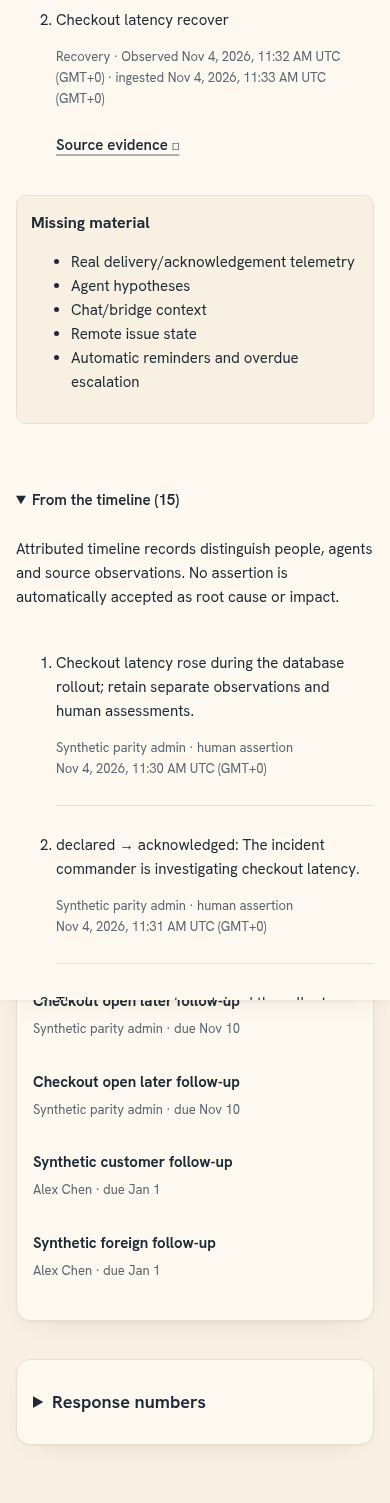 2. Checkout latency recover
Recovery · Observed Nov 4, 2026, 11:32 AM UTC
(GMT+0) · ingested Nov 4, 2026, 11:33 AM UTC
(GMT+0)
Source evidence
Missing material
• Real delivery/acknowledgement telemetry
• Agent hypotheses
• Chat/bridge context
• Remote issue state
• Automatic reminders and overdue
escalation
▼ From the timeline (15)
Attributed timeline records distinguish people, agents
and source observations. No assertion is
automatically accepted as root cause or impact.
1. Checkout latency rose during the database
rollout; retain separate observations and
human assessments.
Synthetic parity admin · human assertion
Nov 4, 2026, 11:30 AM UTC (GMT+0)
2. declared → acknowledged: The incident
commander is investigating checkout latency.
Synthetic parity admin · human assertion
Nov 4, 2026, 11:31 AM UTC (GMT+0)
Checkout open later follow-up
Synthetic parity admin · due Nov 10
Checkout open later follow-up
Synthetic parity admin · due Nov 10
Synthetic customer follow-up
Alex Chen · due Jan 1
Synthetic foreign follow-up
Alex Chen · due Jan 1
▶ Response numbers